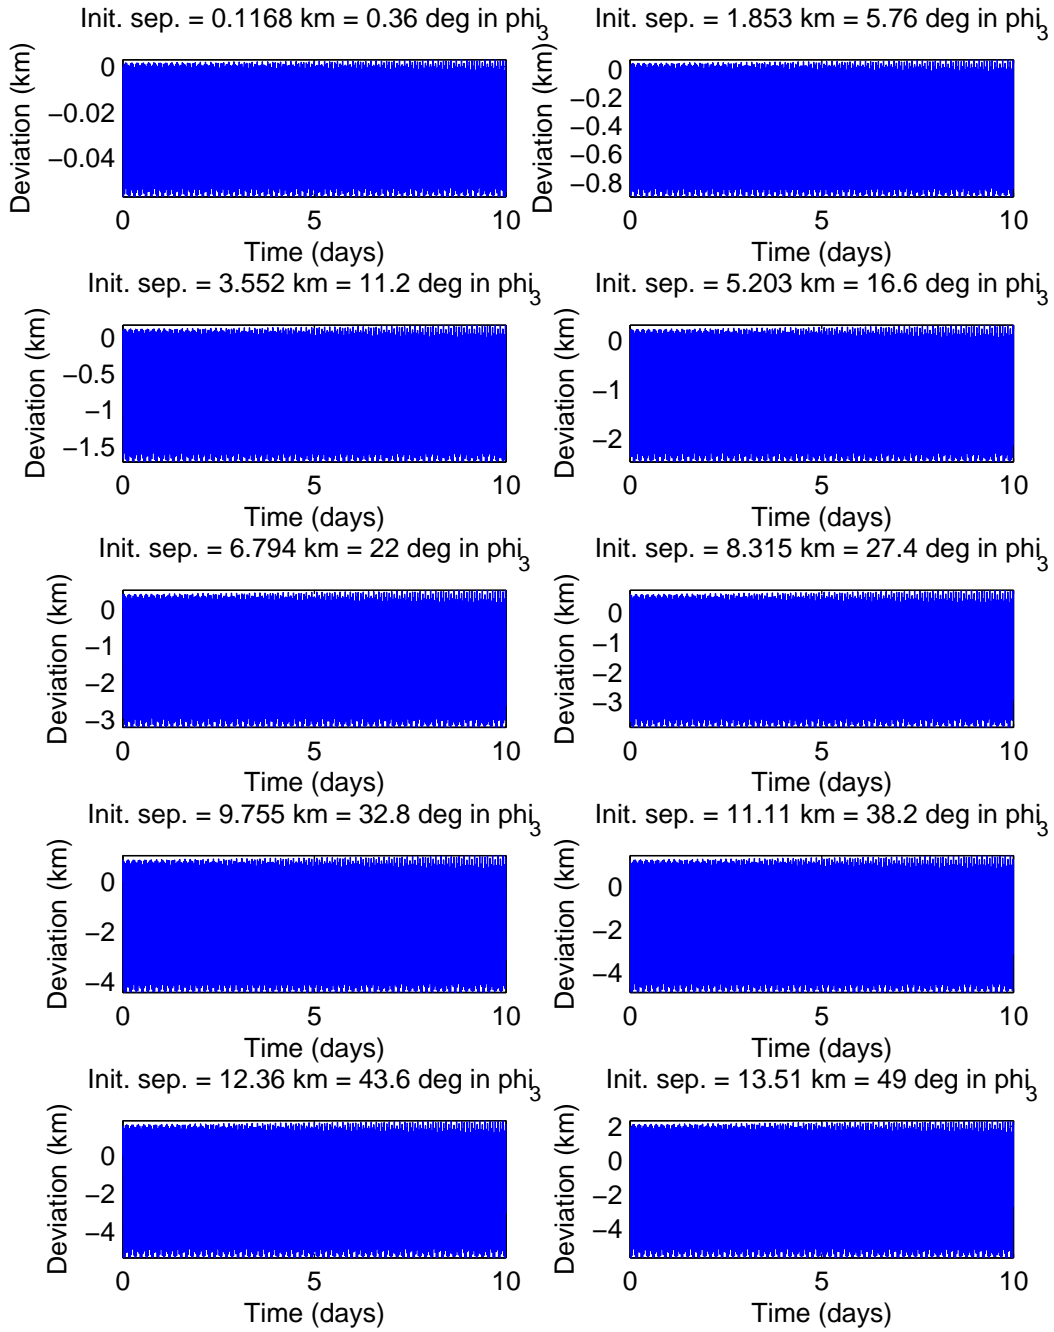 Init. sep. = 0.1168 km = 0.36 deg in phi_3
Deviation (km)
0
−0.02
−0.04
0 5 10
Time (days)
Init. sep. = 1.853 km = 5.76 deg in phi_3
Deviation (km)
0
−0.2
−0.4
−0.6
−0.8
0 5 10
Time (days)
Init. sep. = 3.552 km = 11.2 deg in phi_3
Deviation (km)
0
−0.5
−1
−1.5
0 5 10
Time (days)
Init. sep. = 5.203 km = 16.6 deg in phi_3
Deviation (km)
0
−1
−2
0 5 10
Time (days)
Init. sep. = 6.794 km = 22 deg in phi_3
Deviation (km)
0
−1
−2
−3
0 5 10
Time (days)
Init. sep. = 8.315 km = 27.4 deg in phi_3
Deviation (km)
0
−1
−2
−3
0 5 10
Time (days)
Init. sep. = 9.755 km = 32.8 deg in phi_3
Deviation (km)
0
−2
−4
0 5 10
Time (days)
Init. sep. = 11.11 km = 38.2 deg in phi_3
Deviation (km)
0
−2
−4
0 5 10
Time (days)
Init. sep. = 12.36 km = 43.6 deg in phi_3
Deviation (km)
0
−2
−4
0 5 10
Time (days)
Init. sep. = 13.51 km = 49 deg in phi_3
Deviation (km)
2
0
−2
−4
0 5 10
Time (days)